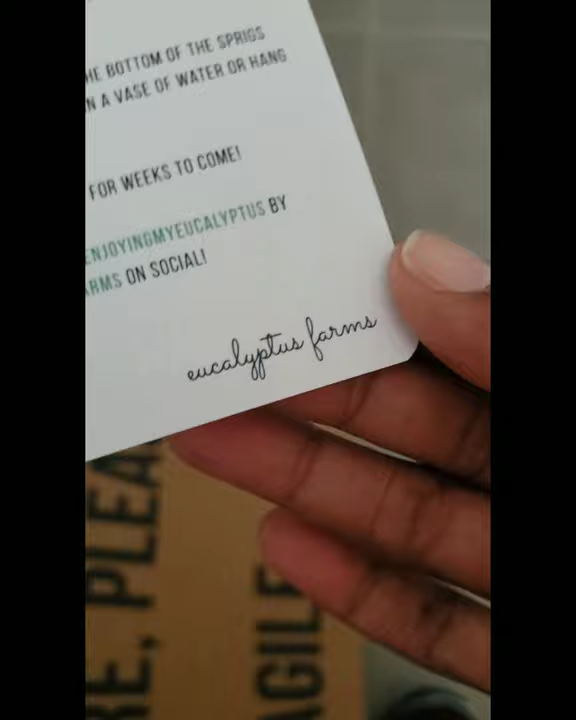 HE BOTTOM OF THE SPRIGS
N A VASE OF WATER OR HANG
FOR WEEKS TO COME!
ENJOYINGMYEUCALYPTUS BY
ARMS ON SOCIAL!
eucalyptus farms
RE, PLEA
AGILE